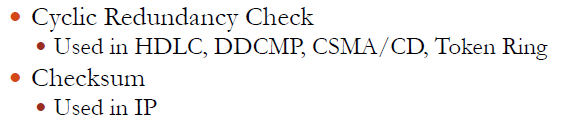 • Cyclic Redundancy Check
• Used in HDLC, DDCMP, CSMA/CD, Token Ring
• Checksum
• Used in IP